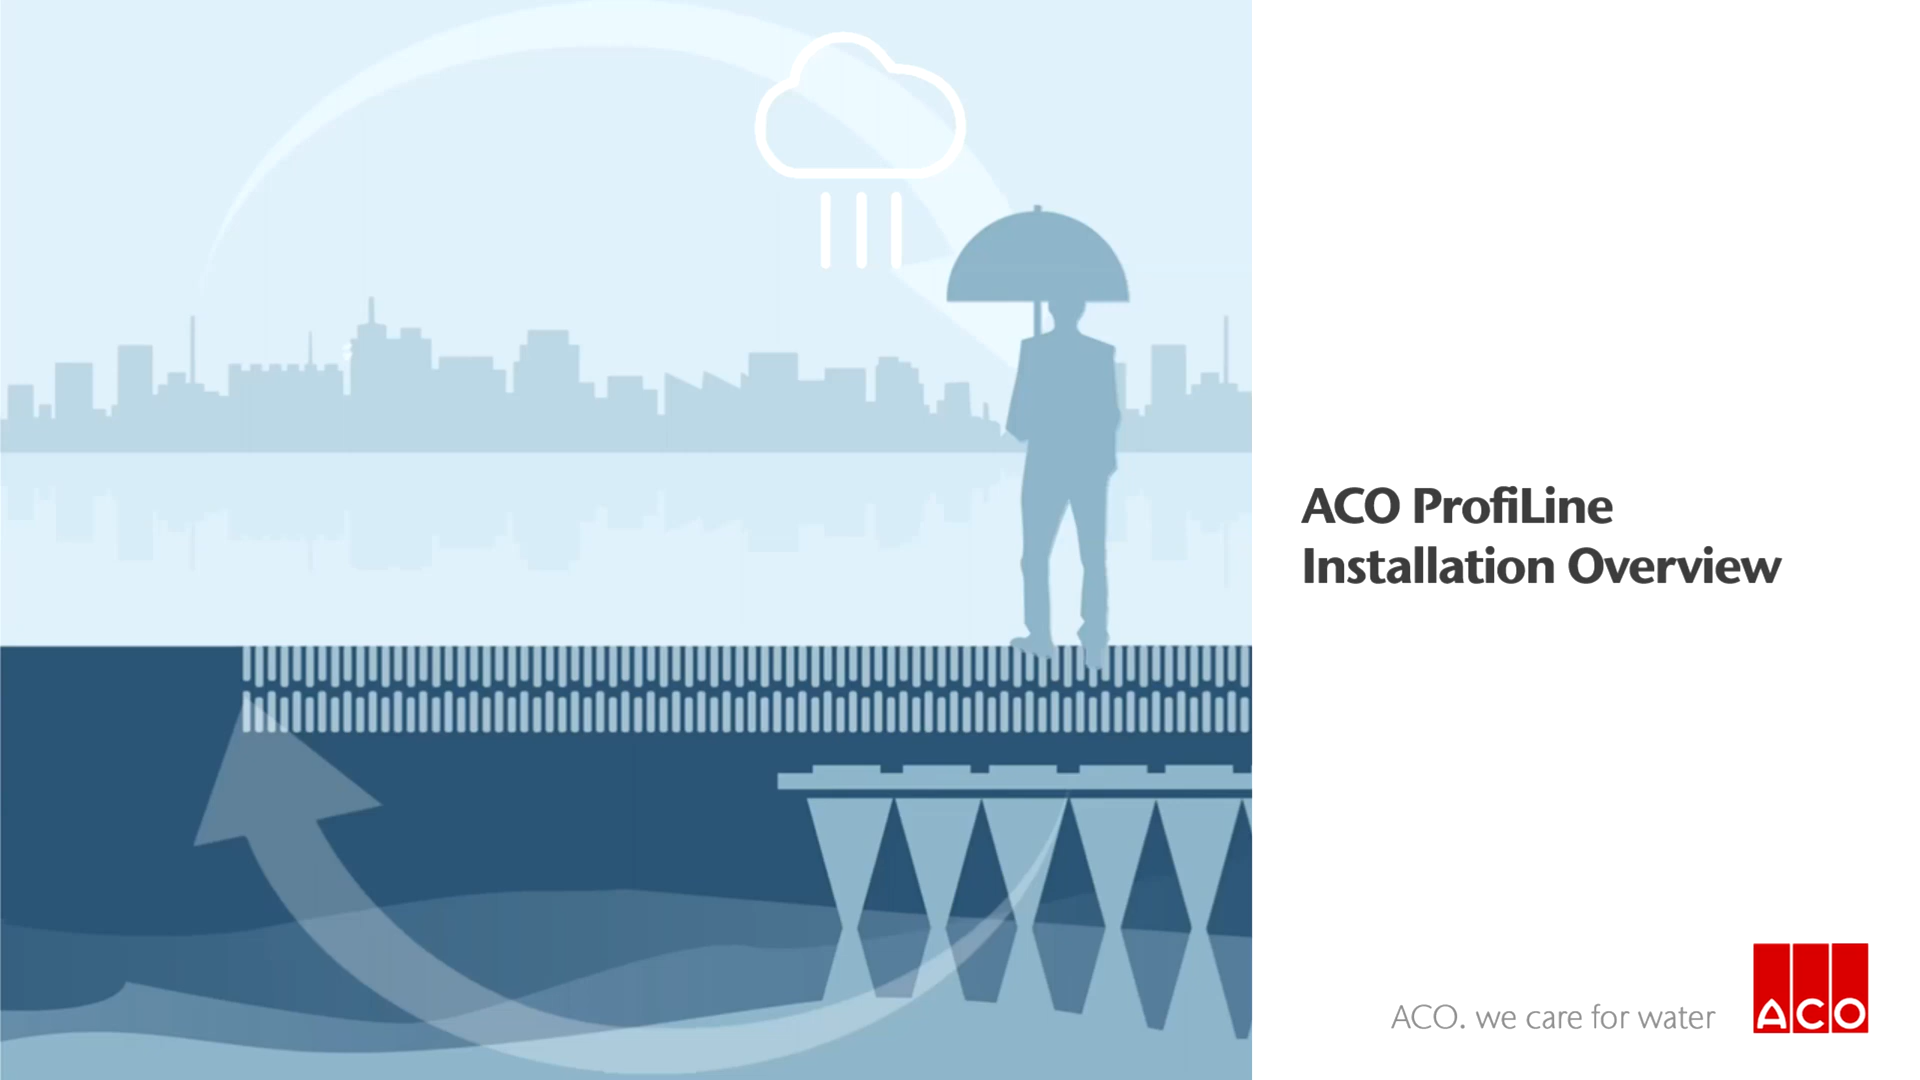 ACO ProfiLine
Installation Overview
ACO. we care for water
ACO